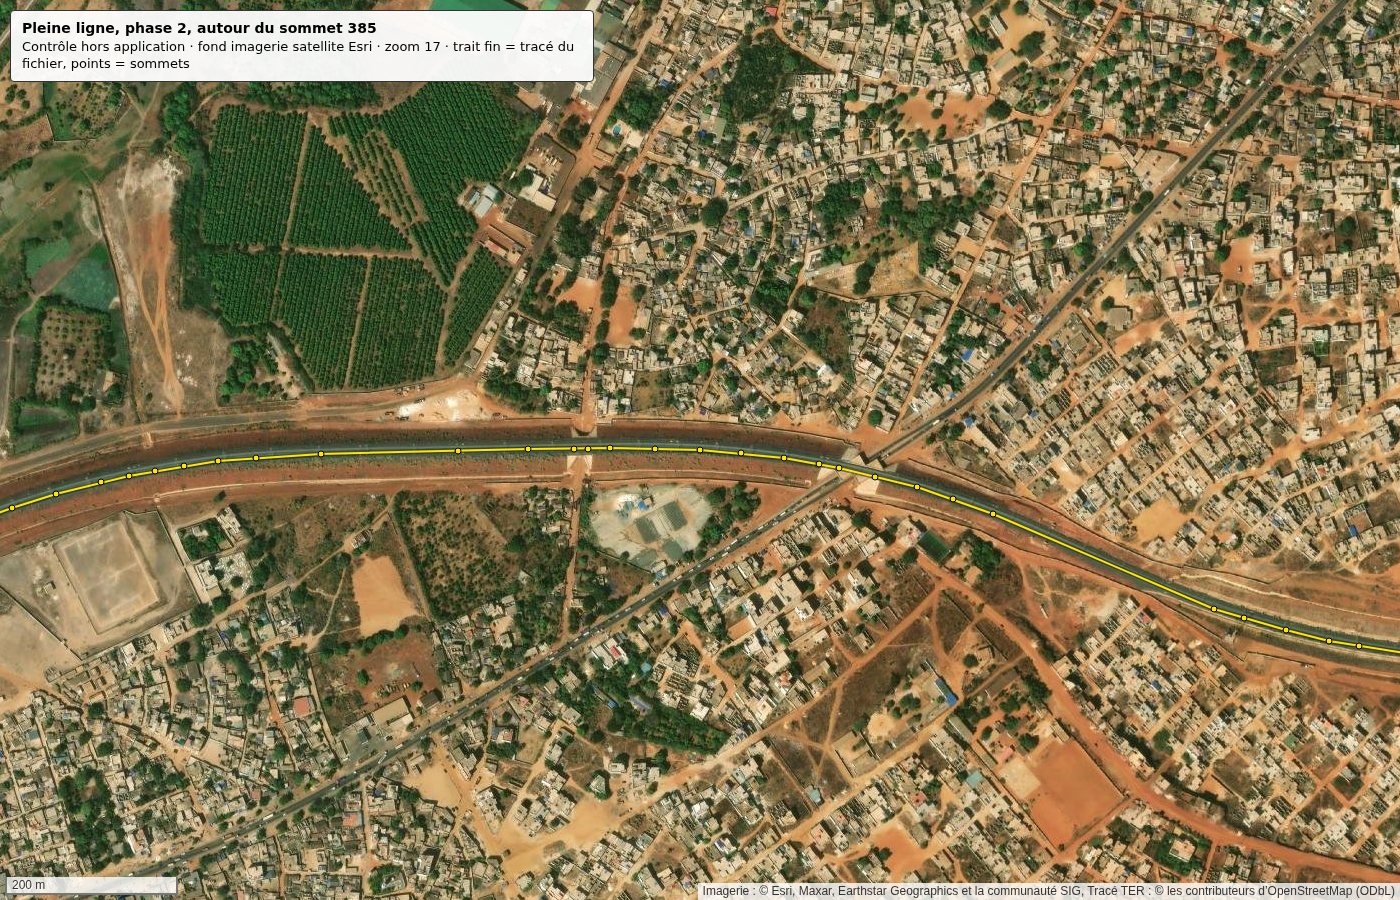 Pleine ligne, phase 2, autour du sommet 385
Contrôle hors application · fond imagerie satellite Esri · zoom 17 · trait fin = tracé du
fichier, points = sommets
200 m
Imagerie : © Esri, Maxar, Earthstar Geographics et la communauté SIG, Tracé TER : © les contributeurs d'OpenStreetMap (ODbL)